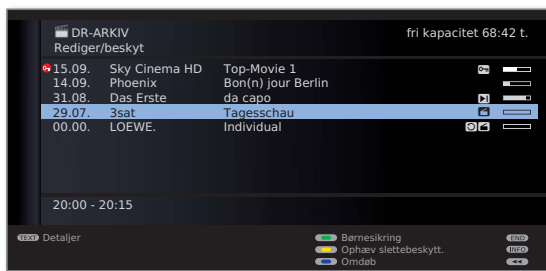 DR-ARKIV fri kapacitet 68:42 t.
Rediger/beskyt
15.09. Sky Cinema HD Top-Movie 1
14.09. Phoenix Bon(n) jour Berlin
31.08. Das Erste da capo
29.07. 3sat Tagesschau
00.00. LOEWE. Individual
20:00 - 20:15
TEXT Detaljer Børnesikring END
Ophæv slettebeskytt. INFO
Omdøb